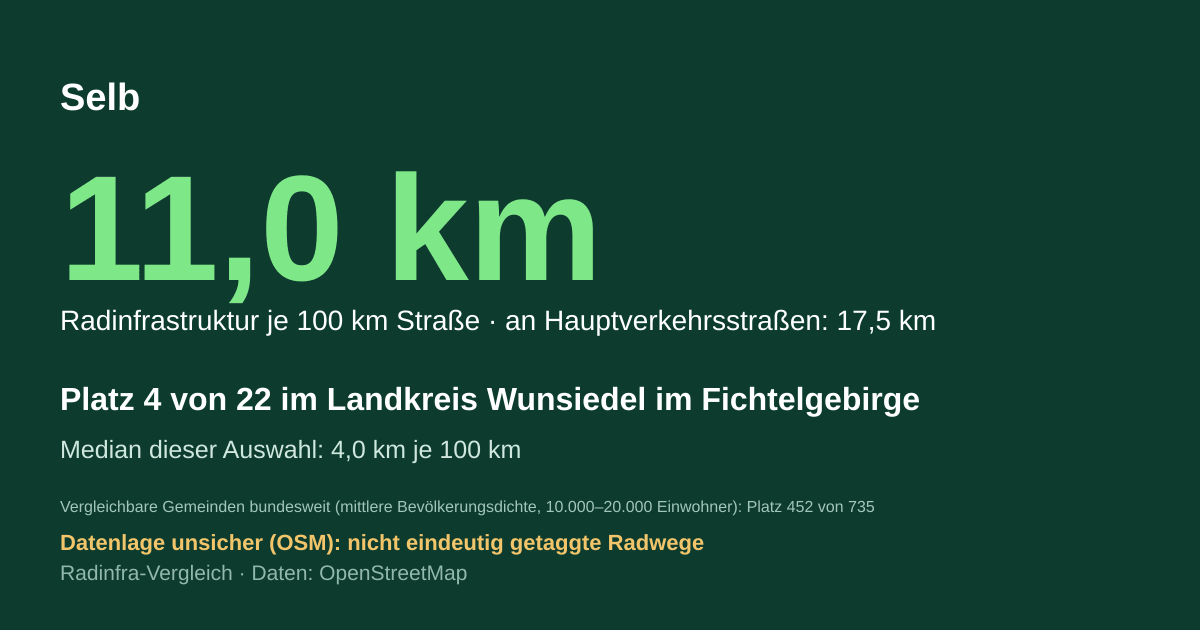 Selb
11,0 km
Radinfrastruktur je 100 km Straße · an Hauptverkehrsstraßen: 17,5 km
Platz 4 von 22 im Landkreis Wunsiedel im Fichtelgebirge
Median dieser Auswahl: 4,0 km je 100 km
Vergleichbare Gemeinden bundesweit (mittlere Bevölkerungsdichte, 10.000–20.000 Einwohner): Platz 452 von 735
Datenlage unsicher (OSM): nicht eindeutig getaggte Radwege
Radinfra-Vergleich · Daten: OpenStreetMap